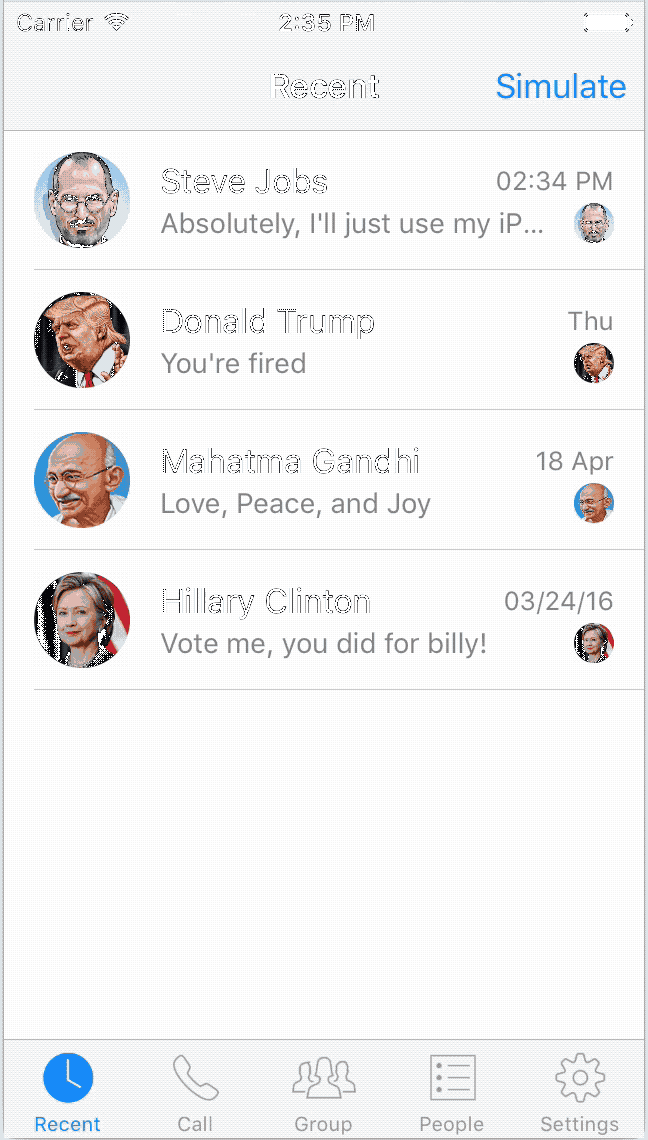 Carrier 2:35 PM
Recent Simulate
Steve Jobs 02:34 PM
Absolutely, I'll just use my iP...
Donald Trump Thu
You're fired
Mahatma Gandhi 18 Apr
Love, Peace, and Joy
Hillary Clinton 03/24/16
Vote me, you did for billy!
Recent Call Group People Settings